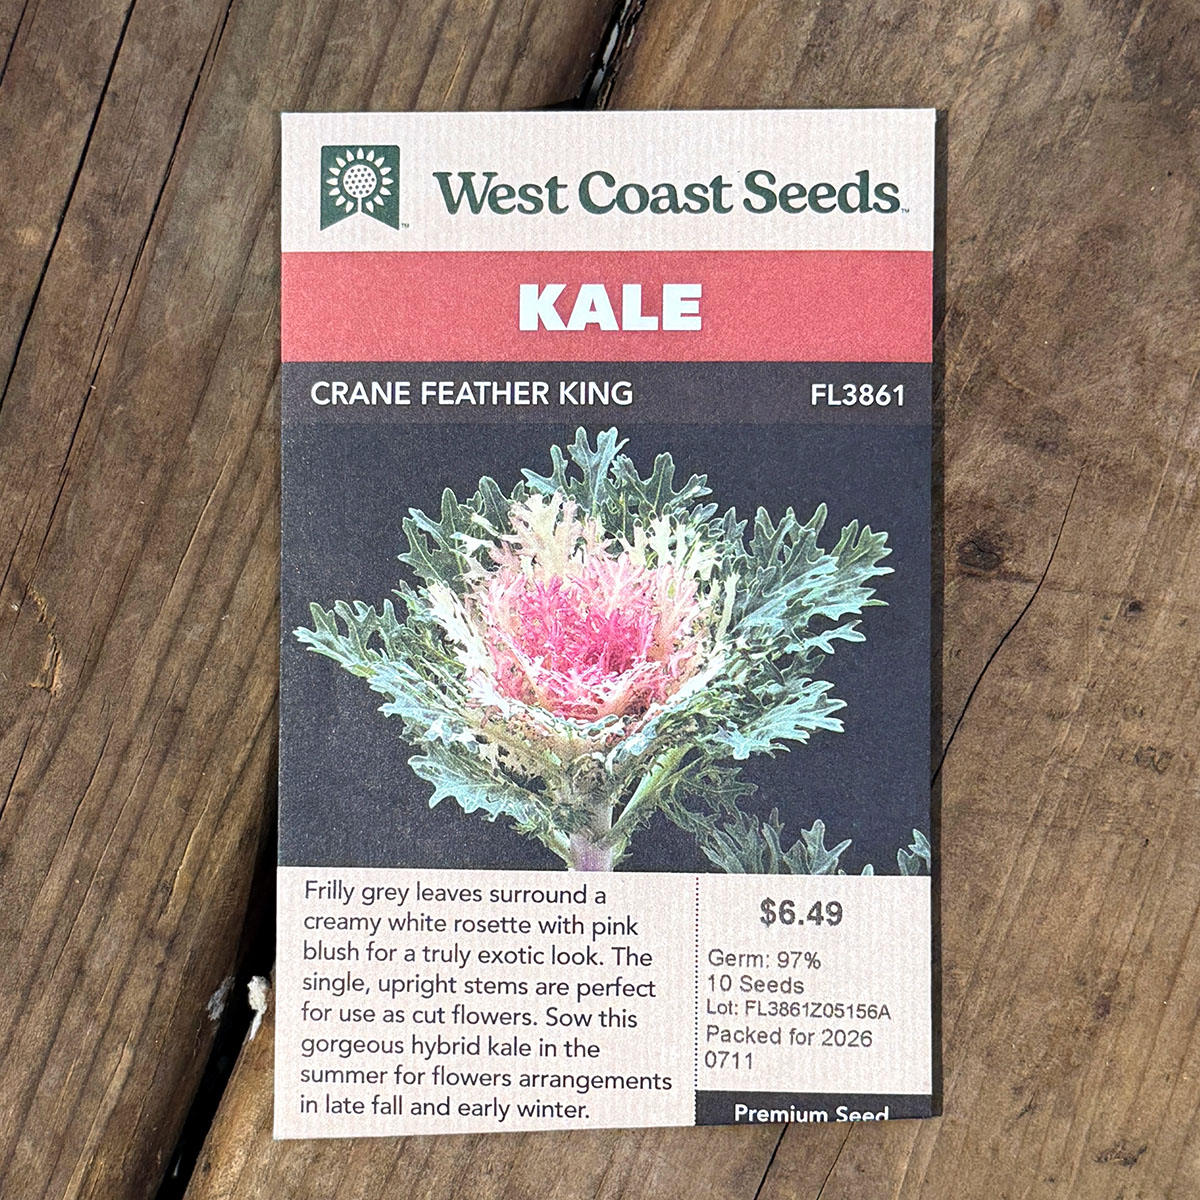 West Coast Seeds™
KALE
CRANE FEATHER KING FL3861
Frilly grey leaves surround a
creamy white rosette with pink
blush for a truly exotic look. The
single, upright stems are perfect
for use as cut flowers. Sow this
gorgeous hybrid kale in the
summer for flowers arrangements
in late fall and early winter.
$6.49
Germ: 97%
10 Seeds
Lot: FL3861Z05156A
Packed for 2026
0711
Premium Seed